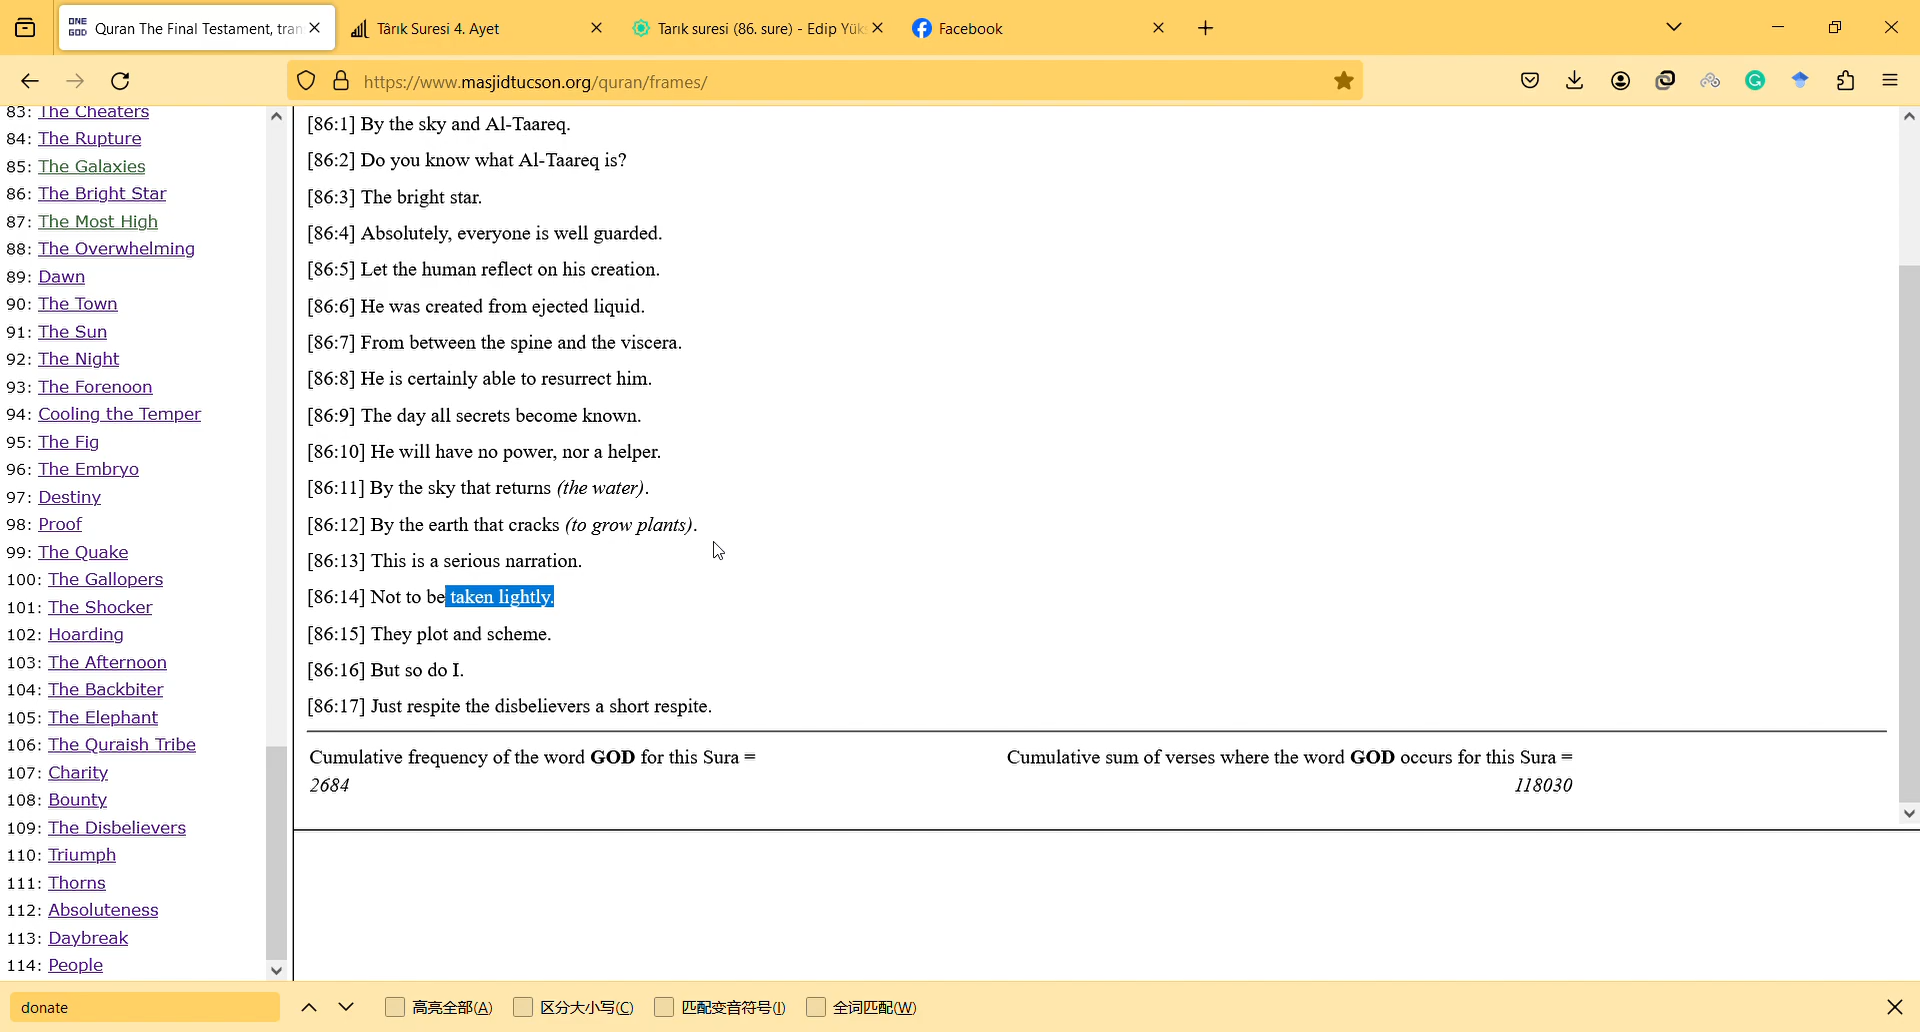 ONE GOD Quran The Final Testament, tran
Târık Suresi 4. Ayet
Tarık suresi (86. sure) - Edip Yük
Facebook
https://www.masjidtucson.org/quran/frames/
83: The Cheaters
84: The Rupture
85: The Galaxies
86: The Bright Star
87: The Most High
88: The Overwhelming
89: Dawn
90: The Town
91: The Sun
92: The Night
93: The Forenoon
94: Cooling the Temper
95: The Fig
96: The Embryo
97: Destiny
98: Proof
99: The Quake
100: The Gallopers
101: The Shocker
102: Hoarding
103: The Afternoon
104: The Backbiter
105: The Elephant
106: The Quraish Tribe
107: Charity
108: Bounty
109: The Disbelievers
110: Triumph
111: Thorns
112: Absoluteness
113: Daybreak
114: People
[86:1] By the sky and Al-Taareq.
[86:2] Do you know what Al-Taareq is?
[86:3] The bright star.
[86:4] Absolutely, everyone is well guarded.
[86:5] Let the human reflect on his creation.
[86:6] He was created from ejected liquid.
[86:7] From between the spine and the viscera.
[86:8] He is certainly able to resurrect him.
[86:9] The day all secrets become known.
[86:10] He will have no power, nor a helper.
[86:11] By the sky that returns (the water).
[86:12] By the earth that cracks (to grow plants).
[86:13] This is a serious narration.
[86:14] Not to be taken lightly.
[86:15] They plot and scheme.
[86:16] But so do I.
[86:17] Just respite the disbelievers a short respite.
Cumulative frequency of the word GOD for this Sura =
2684
Cumulative sum of verses where the word GOD occurs for this Sura =
118030
donate
高亮全部(A)
区分大小写(C)
匹配变音符号(I)
全词匹配(W)